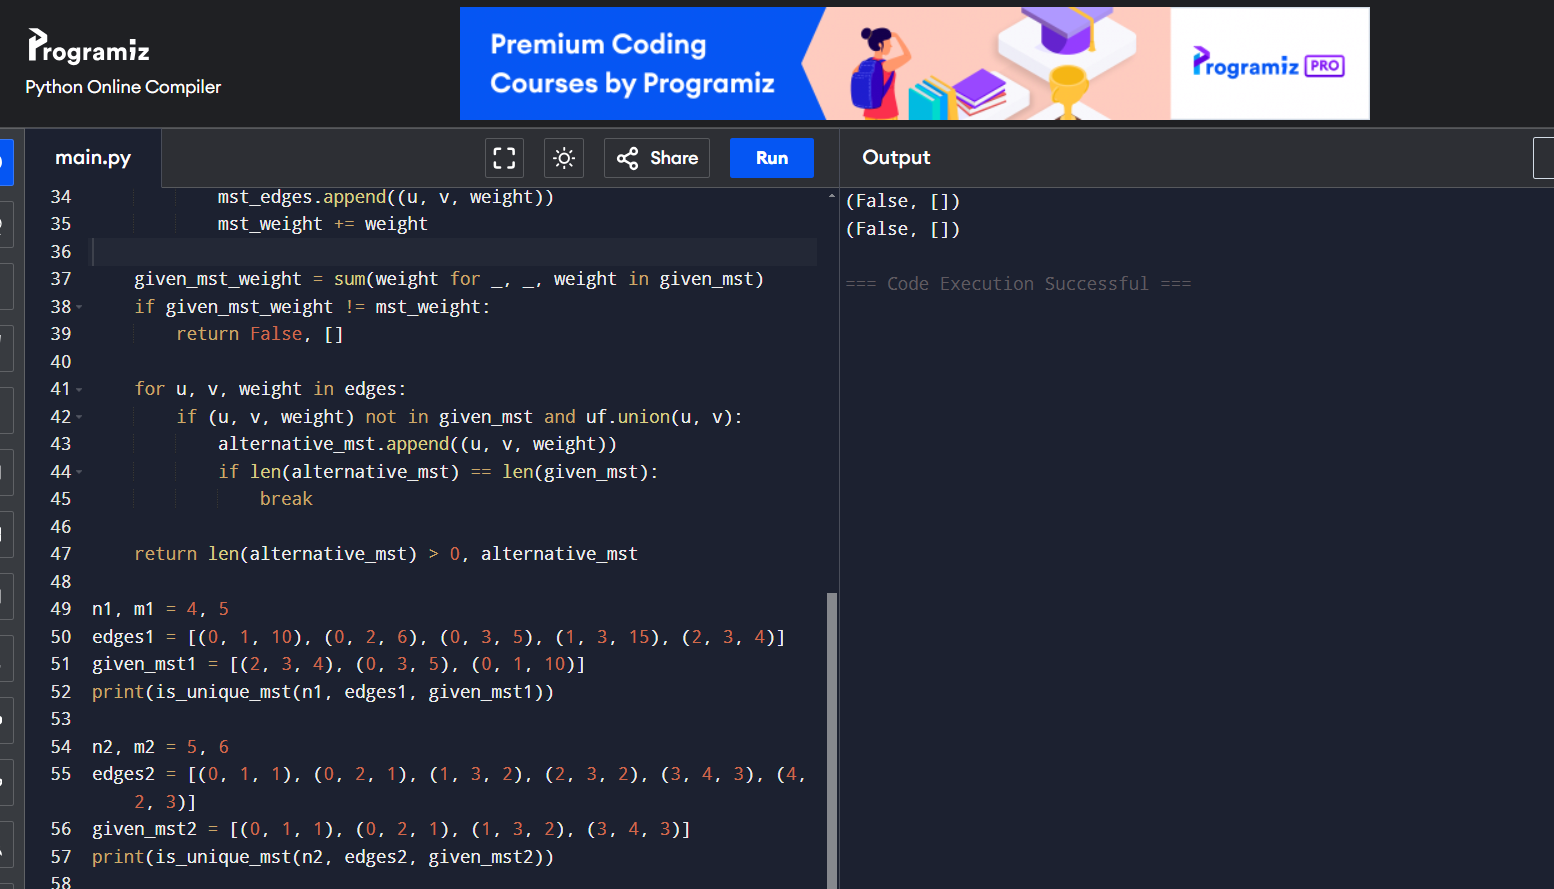 Programiz
Python Online Compiler
Premium Coding
Courses by Programiz
Programiz PRO
main.py
Share
Run
Output
34 mst_edges.append((u, v, weight))
35 mst_weight += weight
36
37 given_mst_weight = sum(weight for _, _, weight in given_mst)
38 if given_mst_weight != mst_weight:
39 return False, []
40
41 for u, v, weight in edges:
42 if (u, v, weight) not in given_mst and uf.union(u, v):
43 alternative_mst.append((u, v, weight))
44 if len(alternative_mst) == len(given_mst):
45 break
46
47 return len(alternative_mst) > 0, alternative_mst
48
49 n1, m1 = 4, 5
50 edges1 = [(0, 1, 10), (0, 2, 6), (0, 3, 5), (1, 3, 15), (2, 3, 4)]
51 given_mst1 = [(2, 3, 4), (0, 3, 5), (0, 1, 10)]
52 print(is_unique_mst(n1, edges1, given_mst1))
53
54 n2, m2 = 5, 6
55 edges2 = [(0, 1, 1), (0, 2, 1), (1, 3, 2), (2, 3, 2), (3, 4, 3), (4,
2, 3)]
56 given_mst2 = [(0, 1, 1), (0, 2, 1), (1, 3, 2), (3, 4, 3)]
57 print(is_unique_mst(n2, edges2, given_mst2))
58
(False, [])
(False, [])
=== Code Execution Successful ===